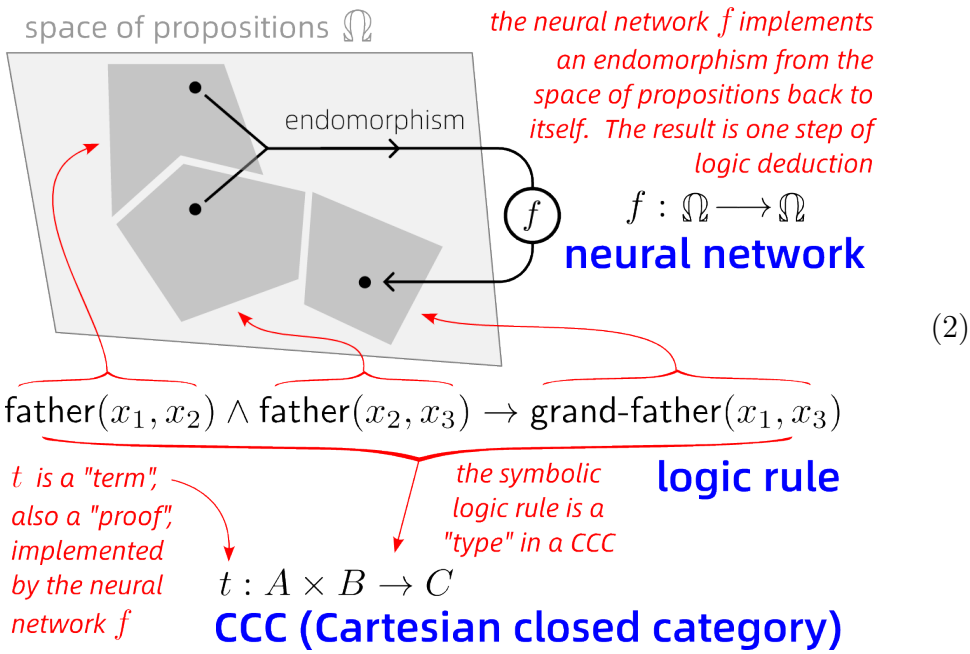 space of propositions Ω
the neural network f implements
an endomorphism from the
space of propositions back to
itself. The result is one step of
logic deduction
endomorphism
f
f : Ω ⟶ Ω
neural network
(2)
father(x₁, x₂) ∧ father(x₂, x₃) → grand-father(x₁, x₃)
logic rule
t is a "term",
also a "proof",
implemented
by the neural
network f
the symbolic
logic rule is a
"type" in a CCC
t : A × B → C
CCC (Cartesian closed category)